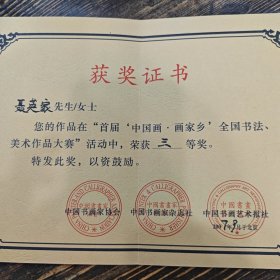 获奖证书
聂连家先生/女士
您的作品在“首届‘中国画·画家乡’全国书法、
美术作品大赛”活动中，荣获 三 等奖。
特发此奖，以资鼓励。
中国书画家协会 中国书画家杂志社 中国书画艺术报社